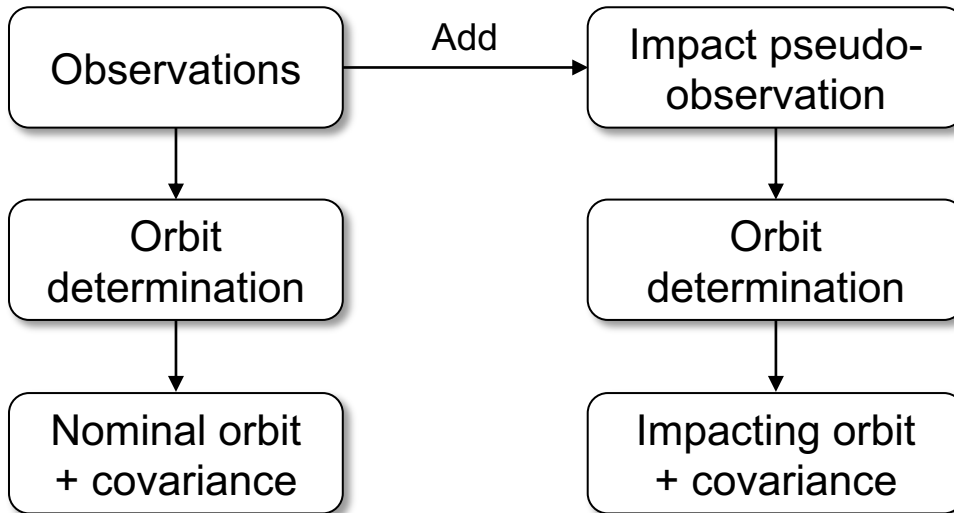 Observations
Add
Impact pseudo-
observation
Orbit
determination
Orbit
determination
Nominal orbit
+ covariance
Impacting orbit
+ covariance